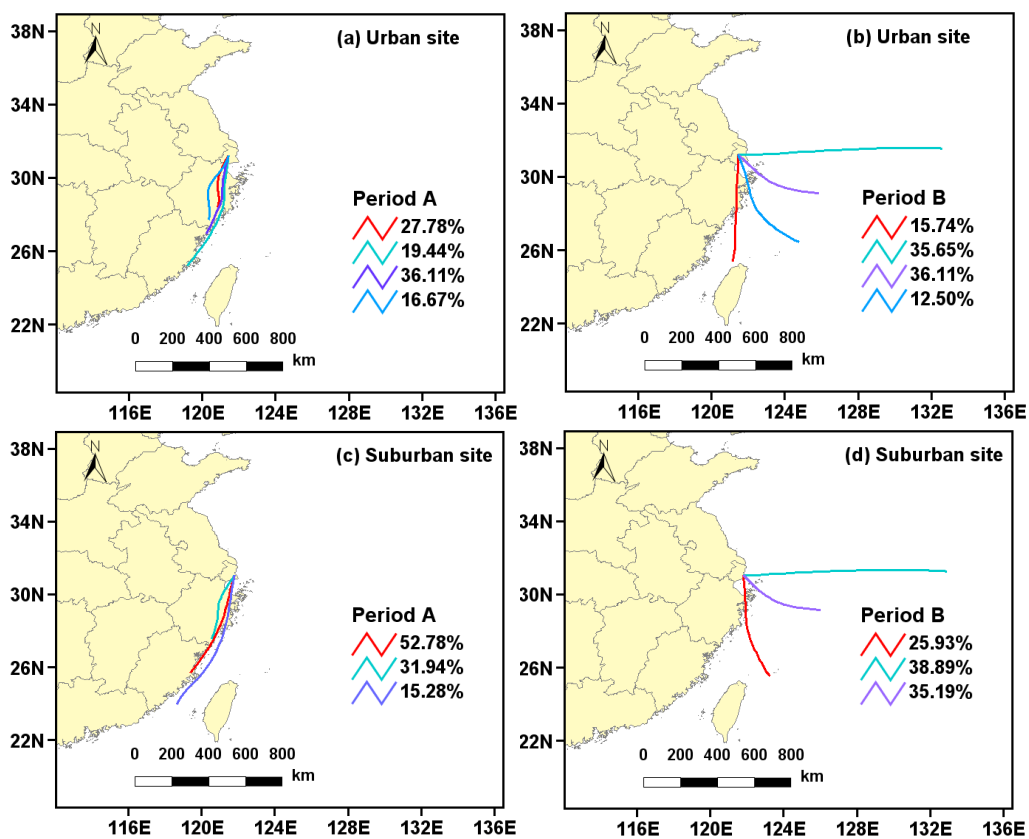 38N
34N
30N
26N
22N
N
(a) Urban site
Period A
27.78%
19.44%
36.11%
16.67%
0 200 400 600 800
km
116E 120E 124E 128E 132E 136E
38N
34N
30N
26N
22N
N
(b) Urban site
Period B
15.74%
35.65%
36.11%
12.50%
0 200 400 600 800
km
116E 120E 124E 128E 132E 136E
38N
34N
30N
26N
22N
N
(c) Suburban site
Period A
52.78%
31.94%
15.28%
0 200 400 600 800
km
116E 120E 124E 128E 132E 136E
38N
34N
30N
26N
22N
N
(d) Suburban site
Period B
25.93%
38.89%
35.19%
0 200 400 600 800
km
116E 120E 124E 128E 132E 136E